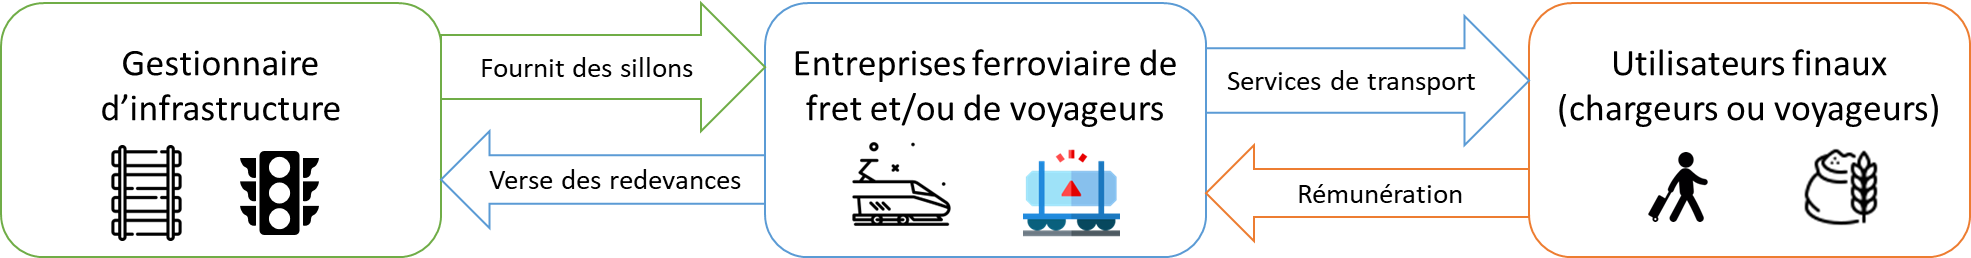 Gestionnaire
d’infrastructure
Fournit des sillons
Verse des redevances
Entreprises ferroviaire de
fret et/ou de voyageurs
Services de transport
Rémunération
Utilisateurs finaux
(chargeurs ou voyageurs)